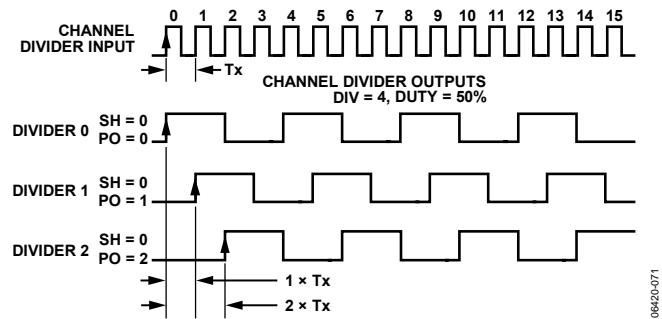 0 1 2 3 4 5 6 7 8 9 10 11 12 13 14 15
CHANNEL
DIVIDER INPUT
Tx
CHANNEL DIVIDER OUTPUTS
DIV = 4, DUTY = 50%
DIVIDER 0
SH = 0
PO = 0
DIVIDER 1
SH = 0
PO = 1
DIVIDER 2
SH = 0
PO = 2
1 × Tx
2 × Tx
06420-071